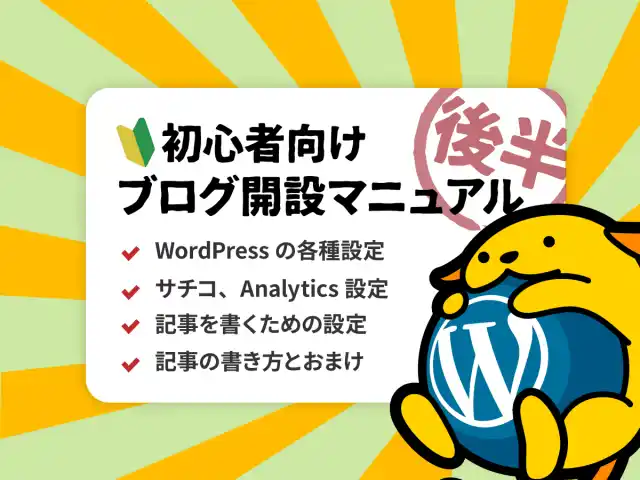 後半
初心者向け
ブログ開設マニュアル
WordPress の各種設定
サチコ、Analytics 設定
記事を書くための設定
記事の書き方とおまけ
W